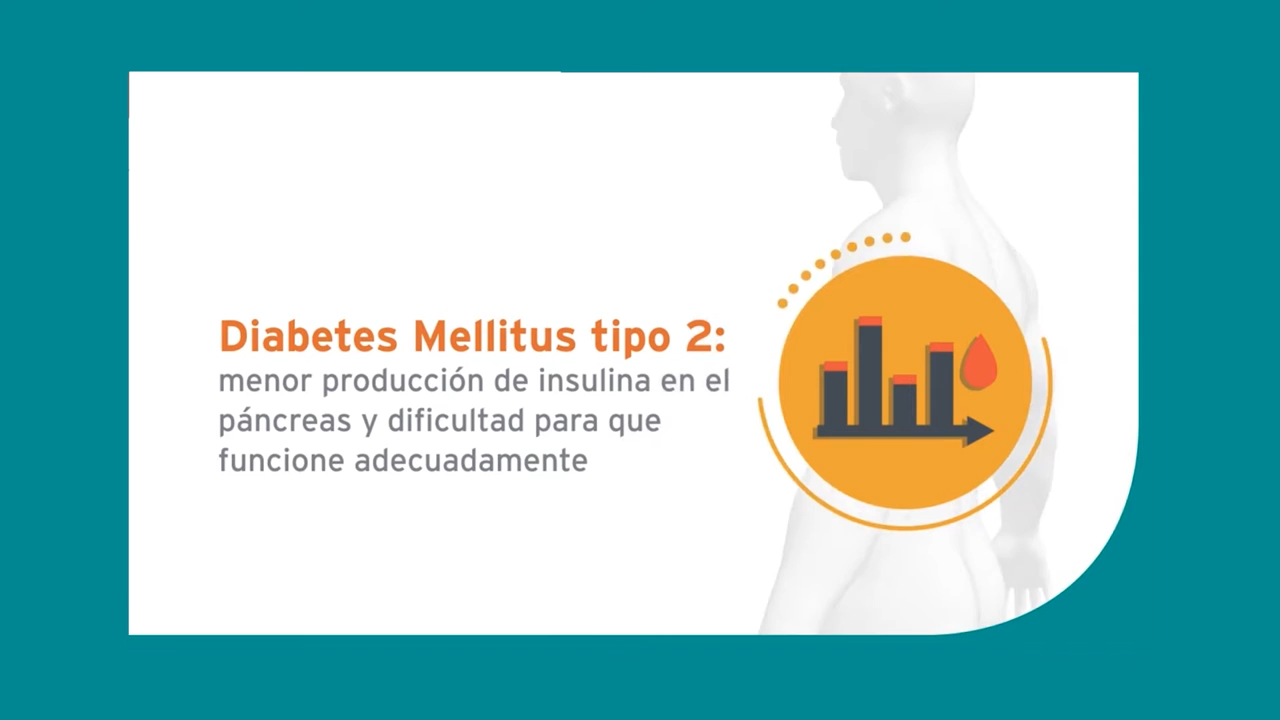 Diabetes Mellitus tipo 2:
menor producción de insulina en el
páncreas y dificultad para que
funcione adecuadamente